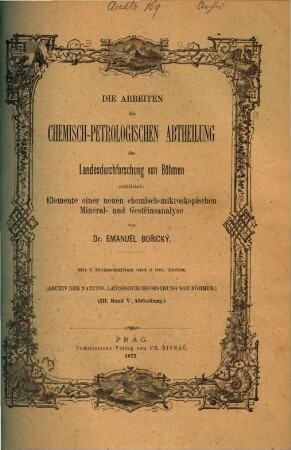 DIE ARBEITEN
der
CHEMISCH-PETROLOGISCHEN ABTHEILUNG
der
Landesdurchforschung von Böhmen
enthaltend:
Elemente einer neuen chemisch-mikroskopischen
Mineral- und Gesteinsanalyse
von
Dr. EMANUEL BOŘICKÝ.
Mit 3 Holzschnitten und 2 lith. Tafeln.
(ARCHIV DER NATURW. LANDESDURCHFORSCHUNG VON BÖHMEN.)
(III. Band V. Abtheilung.)
PRAG.
Commissions-Verlag von FR. ŘIVNÁČ.
1877.